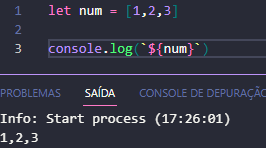 1 let num = [1,2,3]
2
3 console.log(`${num}`)
PROBLEMAS SAÍDA CONSOLE DE DEPURAÇÃO
Info: Start process (17:26:01)
1,2,3